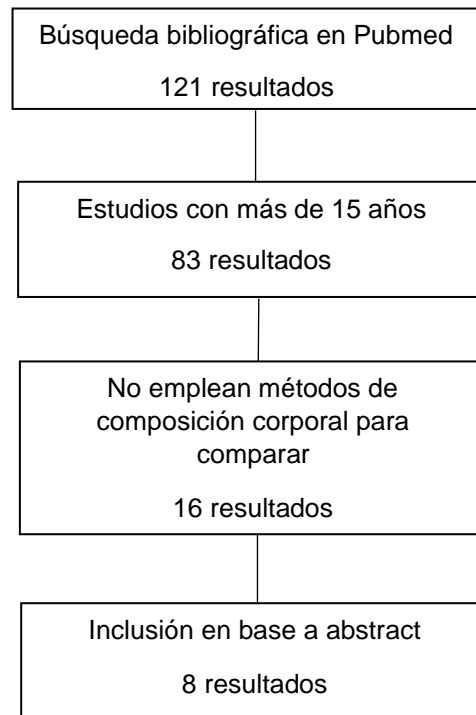 Búsqueda bibliográfica en Pubmed
121 resultados
Estudios con más de 15 años
83 resultados
No emplean métodos de
composición corporal para
comparar
16 resultados
Inclusión en base a abstract
8 resultados